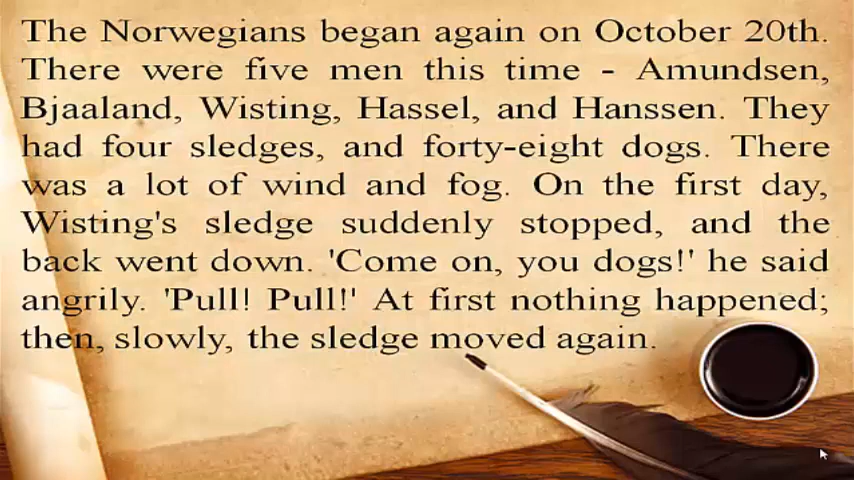 The Norwegians began again on October 20th.
There were five men this time - Amundsen,
Bjaaland, Wisting, Hassel, and Hanssen. They
had four sledges, and forty-eight dogs. There
was a lot of wind and fog. On the first day,
Wisting's sledge suddenly stopped, and the
back went down. 'Come on, you dogs!' he said
angrily. 'Pull! Pull!' At first nothing happened;
then, slowly, the sledge moved again.